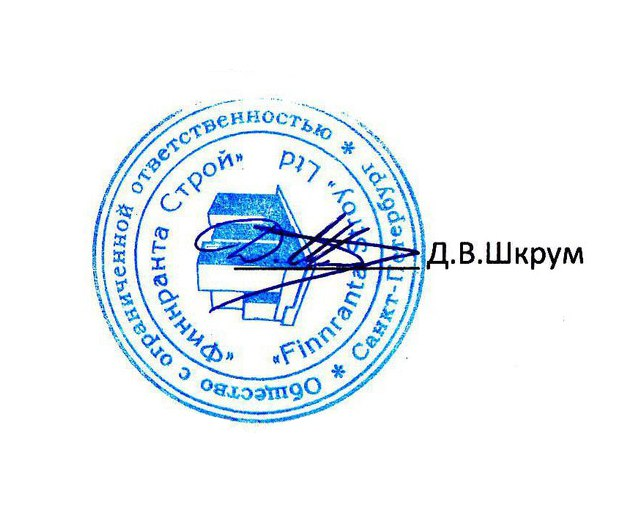 Общество с ограниченной ответственностью * Санкт-Петербург *
«Финнранта Строй»
«Finnranta Stroy» Ltd
Д.В.Шкрум